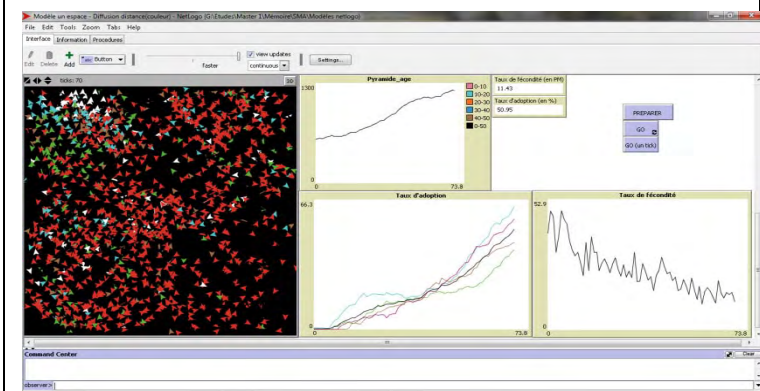 Modèle un espace - Diffusion distance(couleur) - NetLogo {G:\Etudes\Master 1\Mémoire\SMA\Modèles netlogo}
File Edit Tools Zoom Tabs Help
Interface Information Procedures
Edit Delete Add
Button
faster
view updates
continuous
Settings...
ticks: 70
3D
Pyramide_age
1380
0
0
73.8
0-10
10-20
20-30
30-40
40-50
0-50
Taux de fécondité (en PM)
11.43
Taux d'adoption (en %)
50.95
PREPARER
GO
GO (un tick)
Taux d'adoption
66.3
0
0
73.8
Taux de fécondité
52.9
0
0
73.8
Command Center
Clear
observer>